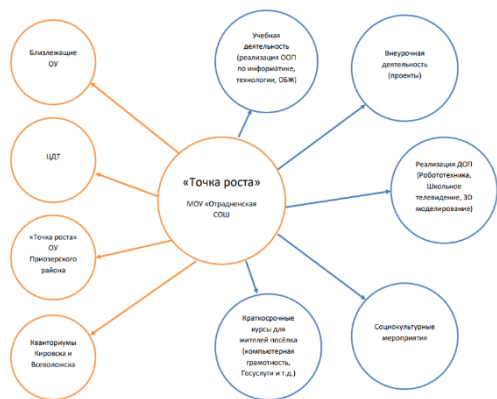 Близлежащие
ОУ
ЦДТ
«Точка роста»
ОУ
Приозерского
района
Кванториумы
Кировска и
Всеволожска
«Точка роста»
МОУ «Отрадненская
СОШ
Учебная
деятельность
(реализация ООП
по информатике,
технологии, ОБЖ)
Внеурочная
деятельность
(проекты)
Реализация ДОП
(Робототехника,
Школьное
телевидение, 3D
моделирование)
Социокультурные
мероприятия
Краткосрочные
курсы для
жителей посёлка
(компьютерная
грамотность,
Госуслуги и т.д.)